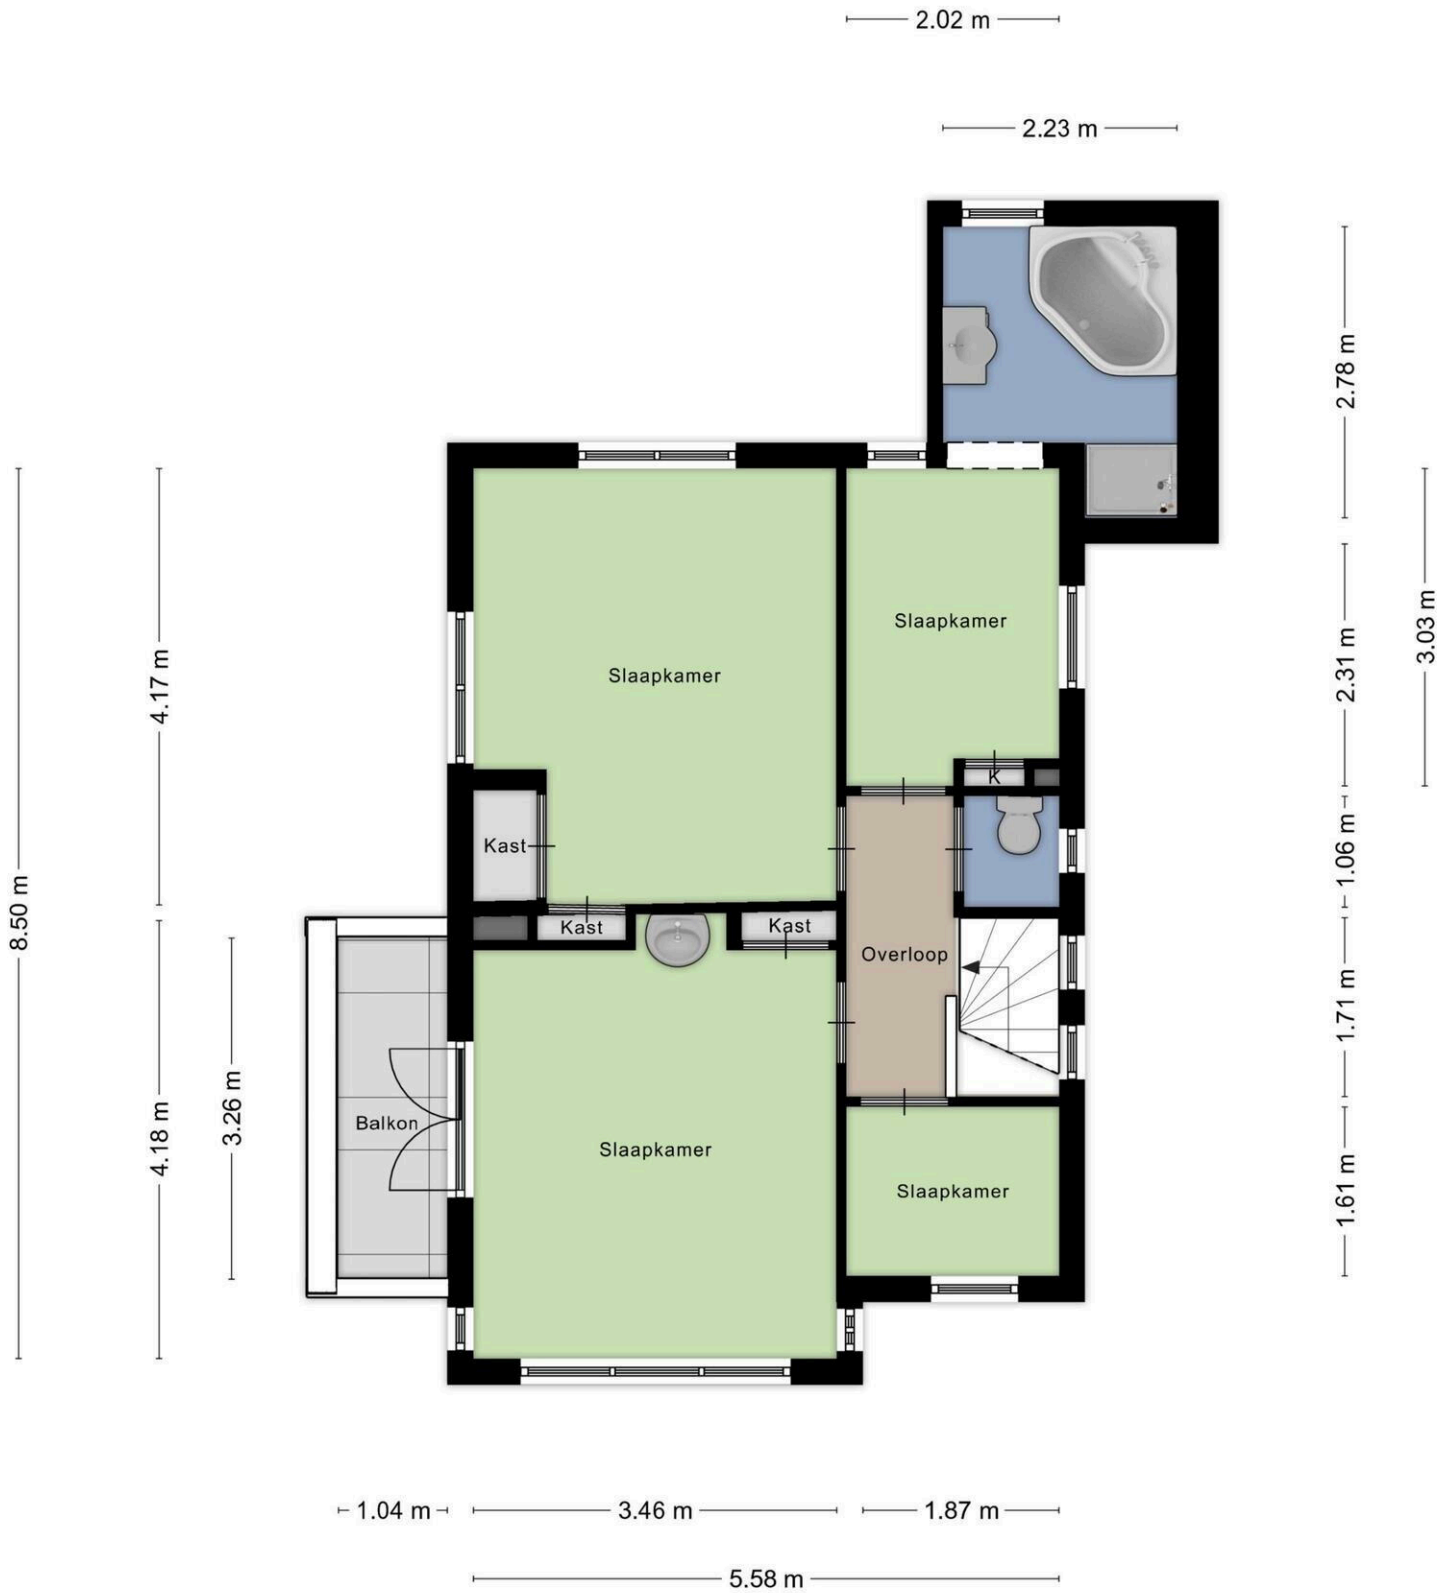 2.02 m
2.23 m
2.78 m
3.03 m
2.31 m
Slaapkamer
Slaapkamer
4.17 m
K
Kast
1.06 m
8.50 m
Kast
Kast
Overloop
1.71 m
3.26 m
4.18 m
Balkon
Slaapkamer
Slaapkamer
1.61 m
1.04 m
3.46 m
1.87 m
5.58 m